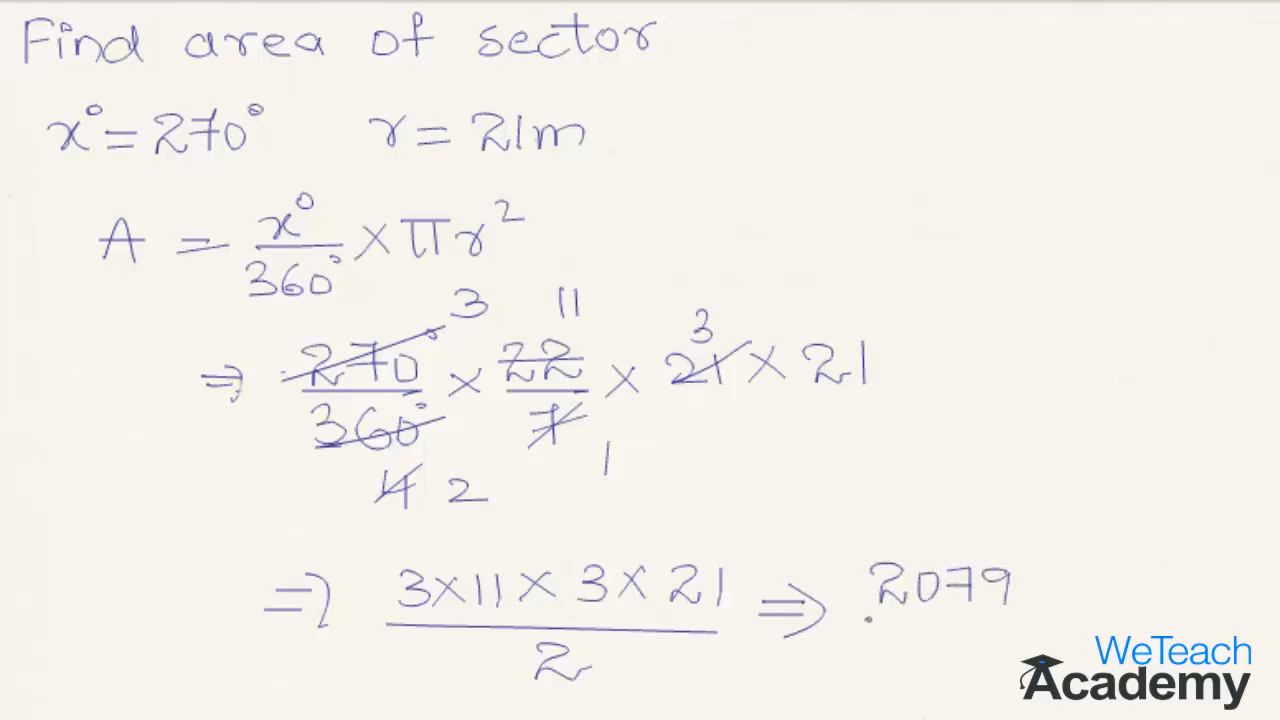 Find area of sector
x° = 270° r = 21m
A = x°/360° × πr²
3 11 3
⇒ 270°/360° × 22/7 × 21 × 21
4 2 1
⇒ 3×11×3×21/2 ⇒ 2079
WeTeach
Academy